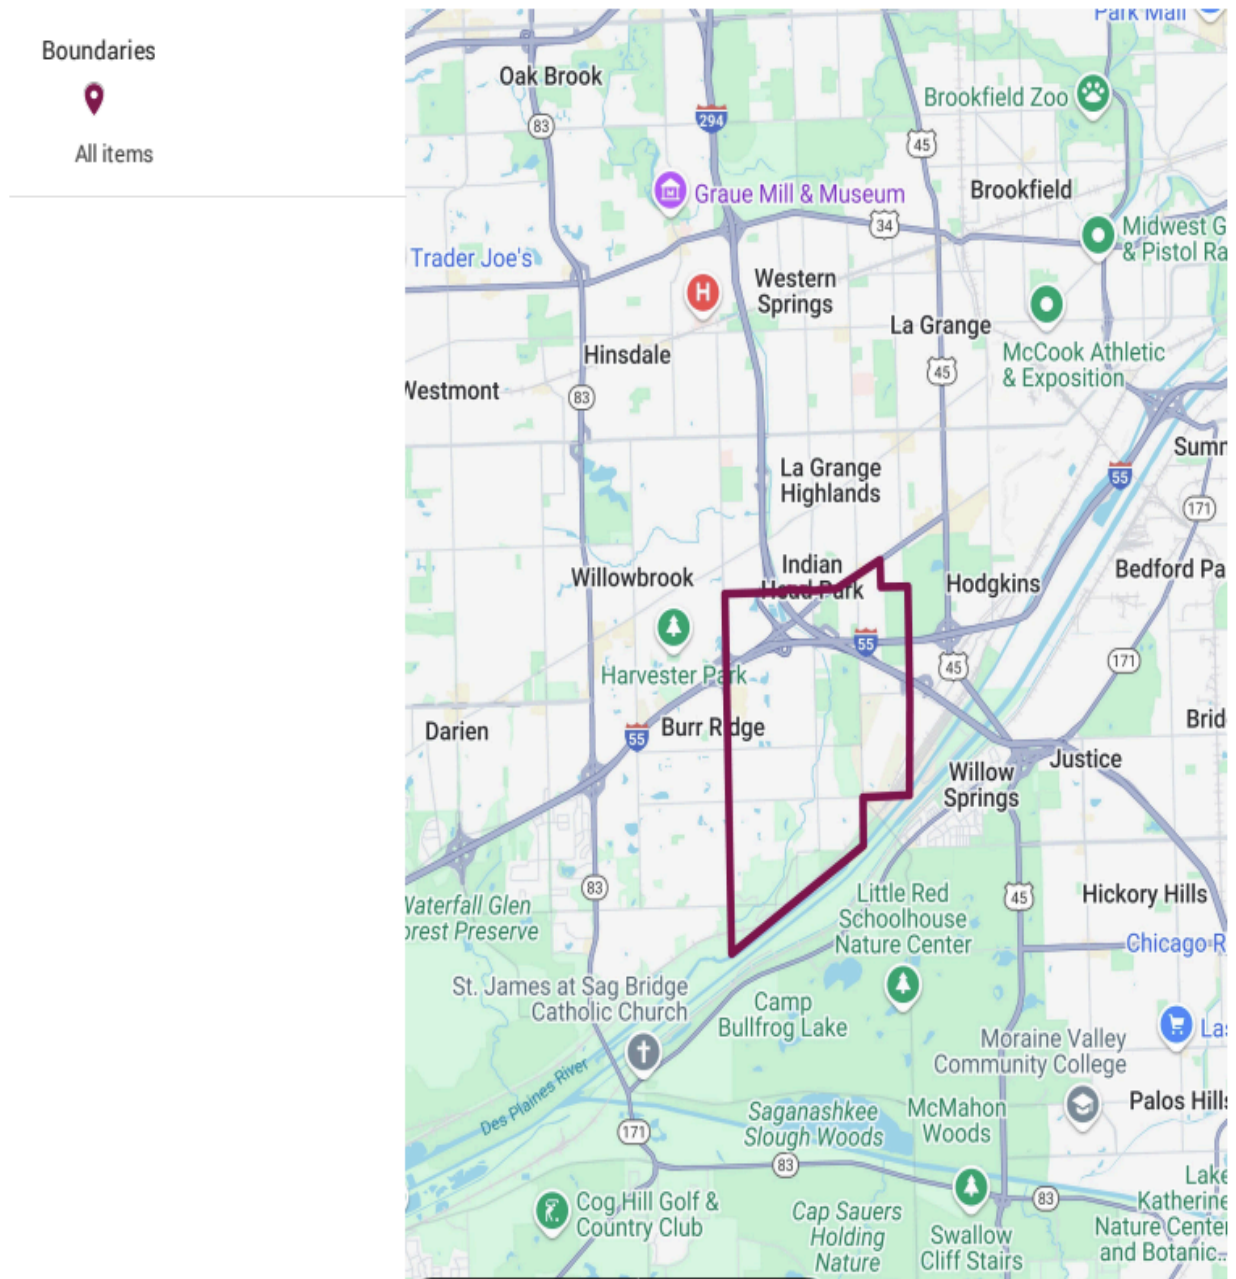 Boundaries
All items
Park Mall
Oak Brook
83
294
Brookfield Zoo
45
Graue Mill & Museum
Brookfield
34
Midwest G
& Pistol Ra
Trader Joe's
Western
Springs
La Grange
Hinsdale
McCook Athletic
& Exposition
Westmont
83
45
Summ
La Grange
Highlands
55
171
Indian
Head Park
Willowbrook
Hodgkins
Bedford Pa
Harvester Park
55
45
171
Darien
55
Burr Ridge
Brid
Willow
Springs
Justice
83
Little Red
Schoolhouse
Nature Center
45
Hickory Hills
Waterfall Glen
orest Preserve
Chicago R
St. James at Sag Bridge
Catholic Church
Camp
Bullfrog Lake
Las
Moraine Valley
Community College
Des Plaines River
Saganashkee
Slough Woods
McMahon
Woods
Palos Hills
171
83
83
Cog Hill Golf &
Country Club
Cap Sauers
Holding
Nature
Swallow
Cliff Stairs
Lake
Katherine
Nature Center
and Botanic...